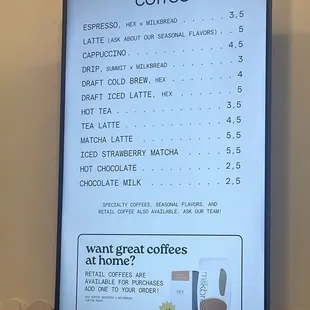 COFFEE
ESPRESSO, HEX x MILKBREAD . . . . . . . 3,5
LATTE (ASK ABOUT OUR SEASONAL FLAVORS) . . 5
CAPPUCCINO . . . . . . . . . . . . 4,5
DRIP, SUMMIT x MILKBREAD . . . . . . . . 3
DRAFT COLD BREW, HEX . . . . . . . . 4
DRAFT ICED LATTE, HEX . . . . . . . . 5
HOT TEA . . . . . . . . . . . . . 3,5
TEA LATTE . . . . . . . . . . . . 4,5
MATCHA LATTE . . . . . . . . . . . 5,5
ICED STRAWBERRY MATCHA . . . . . . 5,5
HOT CHOCOLATE . . . . . . . . . . 2,5
CHOCOLATE MILK . . . . . . . . . . 2,5
SPECIALTY COFFEES, SEASONAL FLAVORS, AND
RETAIL COFFEE ALSO AVAILABLE. ASK OUR TEAM!
want great coffees
at home?
RETAIL COFFEES ARE
AVAILABLE FOR PURCHASES
ADD ONE TO YOUR ORDER!
HEX